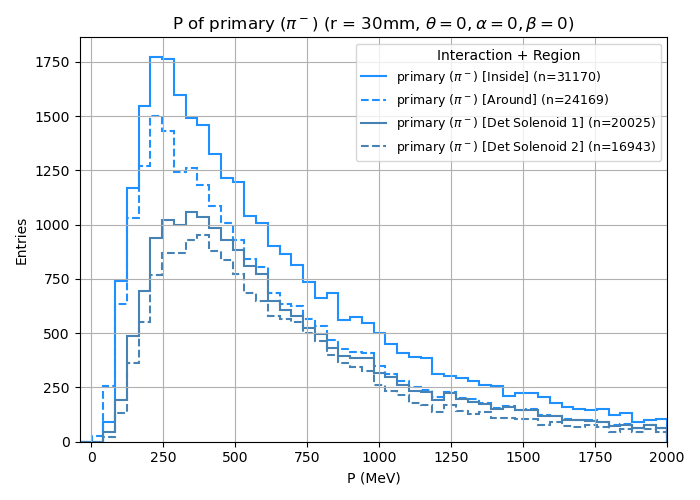 P of primary (π⁻) (r = 30mm, θ = 0, α = 0, β = 0)
Interaction + Region
primary (π⁻) [Inside] (n=31170)
primary (π⁻) [Around] (n=24169)
primary (π⁻) [Det Solenoid 1] (n=20025)
primary (π⁻) [Det Solenoid 2] (n=16943)
Entries
1750
1500
1250
1000
750
500
250
0
0 250 500 750 1000 1250 1500 1750 2000
P (MeV)